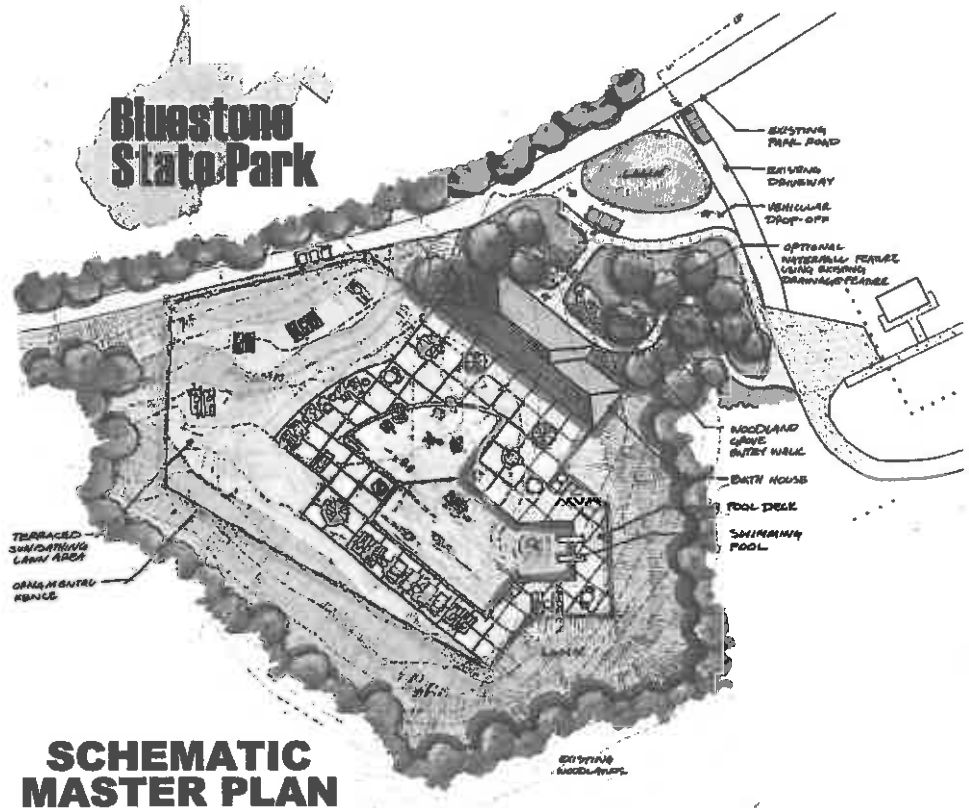 Bluestone
State Park
EXISTING
PARK ROAD
EXISTING
DRIVEWAY
VEHICULAR
DROP-OFF
LAWN
OPTIONAL
WATERFALL FEATURE
USING EXISTING
DRAINAGE FEATURE
WOODLAND
GROVE
ENTRY WALK
BATH HOUSE
POOL DECK
SWIMMING
POOL
TERRACED
SUNBATHING
LAWN AREA
ORNAMENTAL
FENCE
LAWN
EXISTING
WOODLANDS
SCHEMATIC
MASTER PLAN